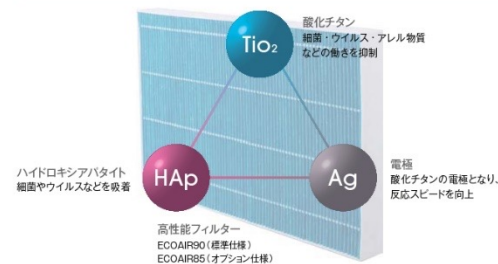 酸化チタン
細菌・ウイルス・アレル物質
などの働きを抑制
Tio₂
ハイドロキシアパタイト
細菌やウイルスなどを吸着
HAp
Ag
電極
酸化チタンの電極となり、
反応スピードを向上
高性能フィルター
ECOAIR90（標準仕様）
ECOAIR85（オプション仕様）